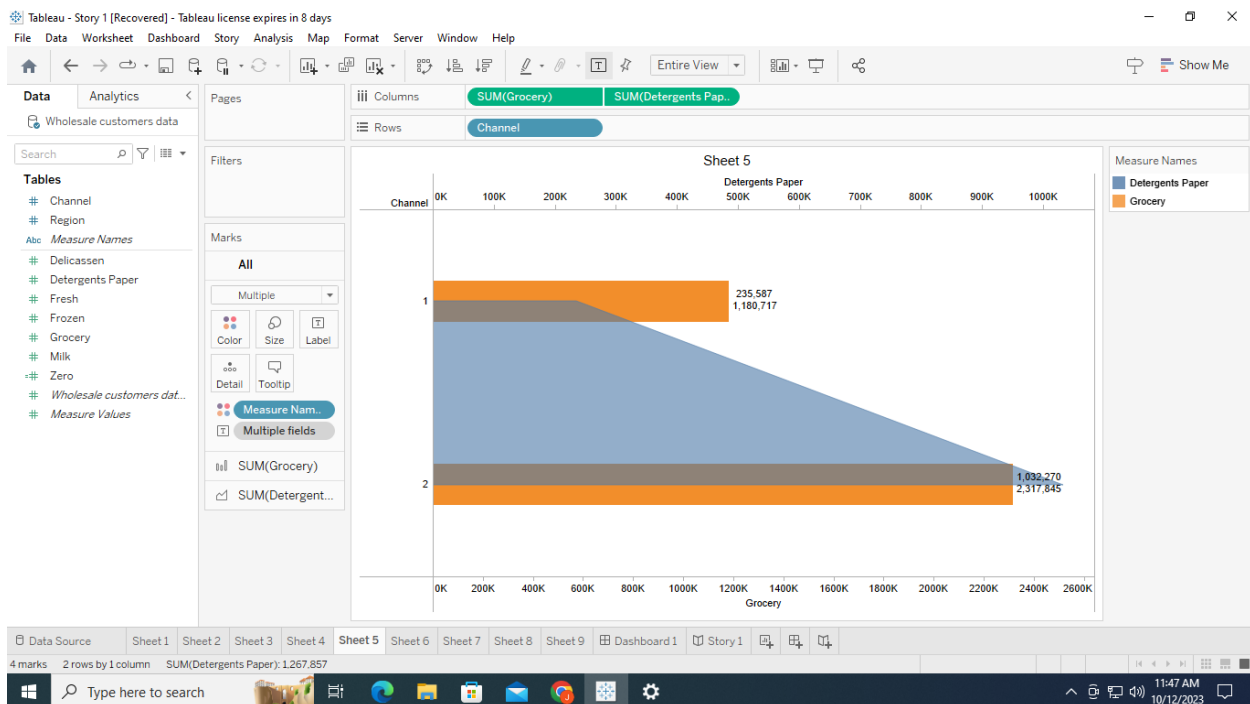 Tableau - Story 1 [Recovered] - Tableau license expires in 8 days
File Data Worksheet Dashboard Story Analysis Map Format Server Window Help
Entire View
Show Me
Data Analytics
Wholesale customers data
Search
Tables
# Channel
# Region
Abc Measure Names
# Delicassen
# Detergents Paper
# Fresh
# Frozen
# Grocery
# Milk
=# Zero
# Wholesale customers dat...
# Measure Values
Pages
Filters
Marks
All
Multiple
Color Size Label
Detail Tooltip
Measure Nam..
Multiple fields
SUM(Grocery)
SUM(Detergent...
iii Columns SUM(Grocery) SUM(Detergents Pap..
Rows Channel
Sheet 5
Detergents Paper
Channel 0K 100K 200K 300K 400K 500K 600K 700K 800K 900K 1000K
1
235,587
1,180,717
2
1,032,270
2,317,845
0K 200K 400K 600K 800K 1000K 1200K 1400K 1600K 1800K 2000K 2200K 2400K 2600K
Grocery
Measure Names
Detergents Paper
Grocery
Data Source Sheet 1 Sheet 2 Sheet 3 Sheet 4 Sheet 5 Sheet 6 Sheet 7 Sheet 8 Sheet 9 Dashboard 1 Story 1
4 marks 2 rows by 1 column SUM(Detergents Paper): 1,267,857
Type here to search
11:47 AM
10/12/2023